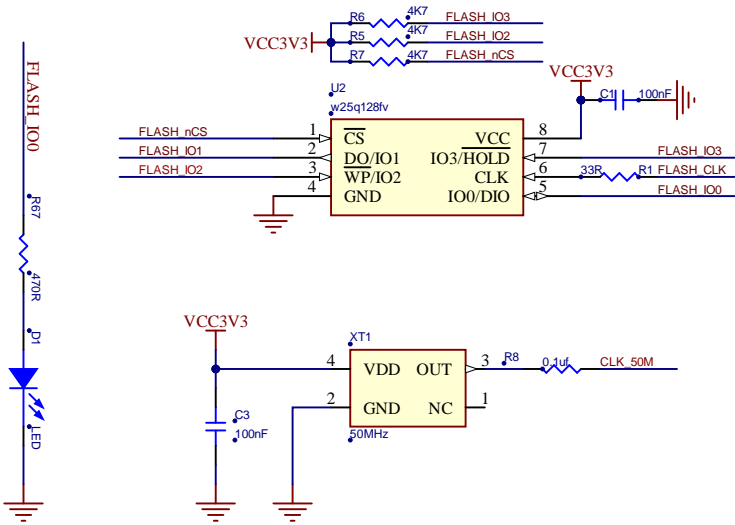 R6 4K7 FLASH_IO3
VCC3V3 R5 4K7 FLASH_IO2
R7 4K7 FLASH_nCS
FLASH_IO0
R67
470R
D1
LED
U2
w25q128fv
VCC3V3
C1 100nF
FLASH_nCS 1 CS VCC 8
FLASH_IO1 2 DO/IO1 IO3/HOLD 7 FLASH_IO3
FLASH_IO2 3 WP/IO2 CLK 6 33R R1 FLASH_CLK
4 GND IO0/DIO 5 FLASH_IO0
VCC3V3
XT1
4 VDD OUT 3 R8 0.1uf CLK_50M
2 GND NC 1
C3
100nF
50MHz